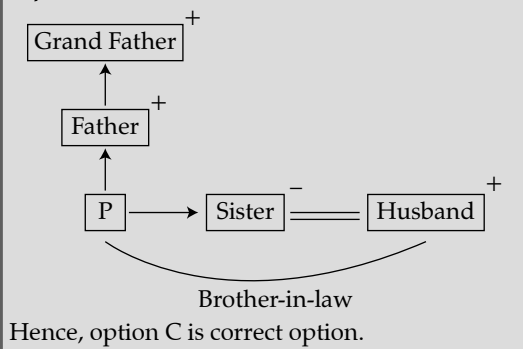 +
Grand Father
+
Father
P
Sister
–
Husband
+
Brother-in-law
Hence, option C is correct option.